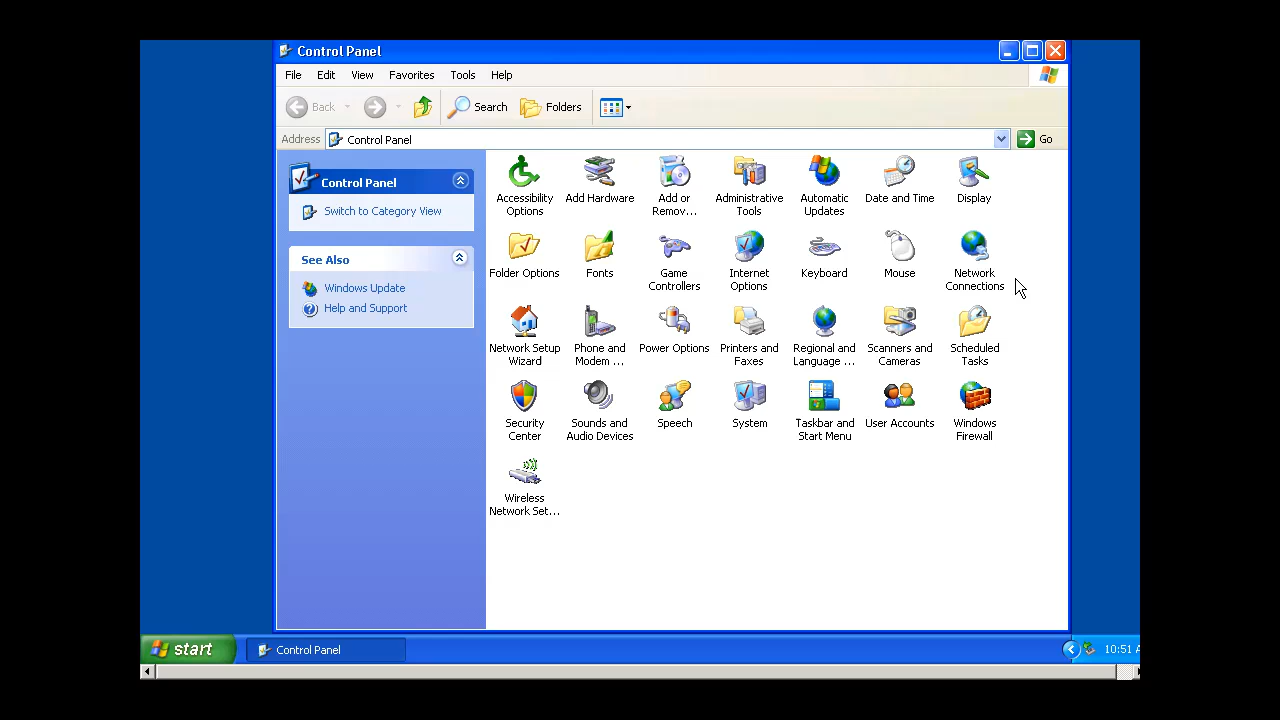 Control Panel
File Edit View Favorites Tools Help
Back Search Folders
Address Control Panel Go
Control Panel
Switch to Category View
See Also
Windows Update
Help and Support
Accessibility Options
Add Hardware
Add or Remov...
Administrative Tools
Automatic Updates
Date and Time
Display
Folder Options
Fonts
Game Controllers
Internet Options
Keyboard
Mouse
Network Connections
Network Setup Wizard
Phone and Modem ...
Power Options
Printers and Faxes
Regional and Language ...
Scanners and Cameras
Scheduled Tasks
Security Center
Sounds and Audio Devices
Speech
System
Taskbar and Start Menu
User Accounts
Windows Firewall
Wireless Network Set...
start Control Panel 10:51 A